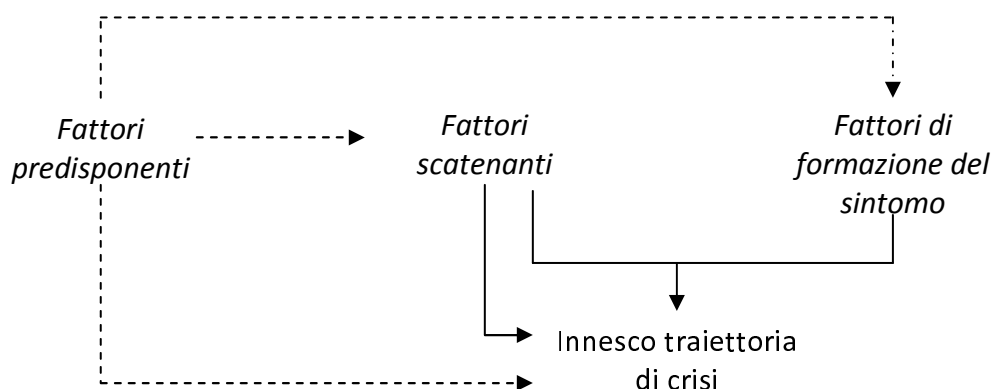 Fattori
predisponenti
Fattori
scatenanti
Fattori di
formazione del
sintomo
Innesco traiettoria
di crisi